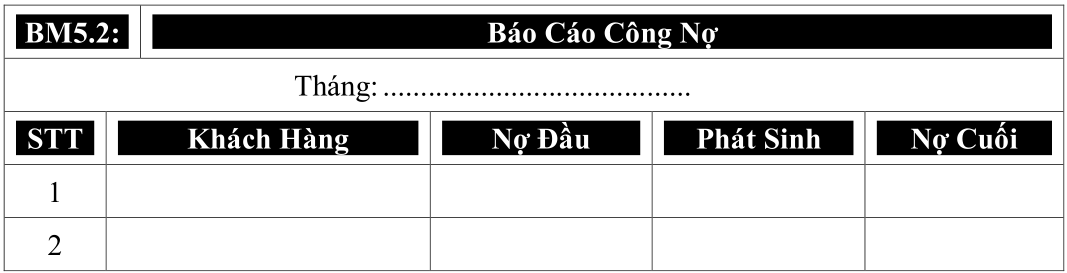 BM5.2: Báo Cáo Công Nợ
Tháng: .........................................
STT Khách Hàng Nợ Đầu Phát Sinh Nợ Cuối
1
2